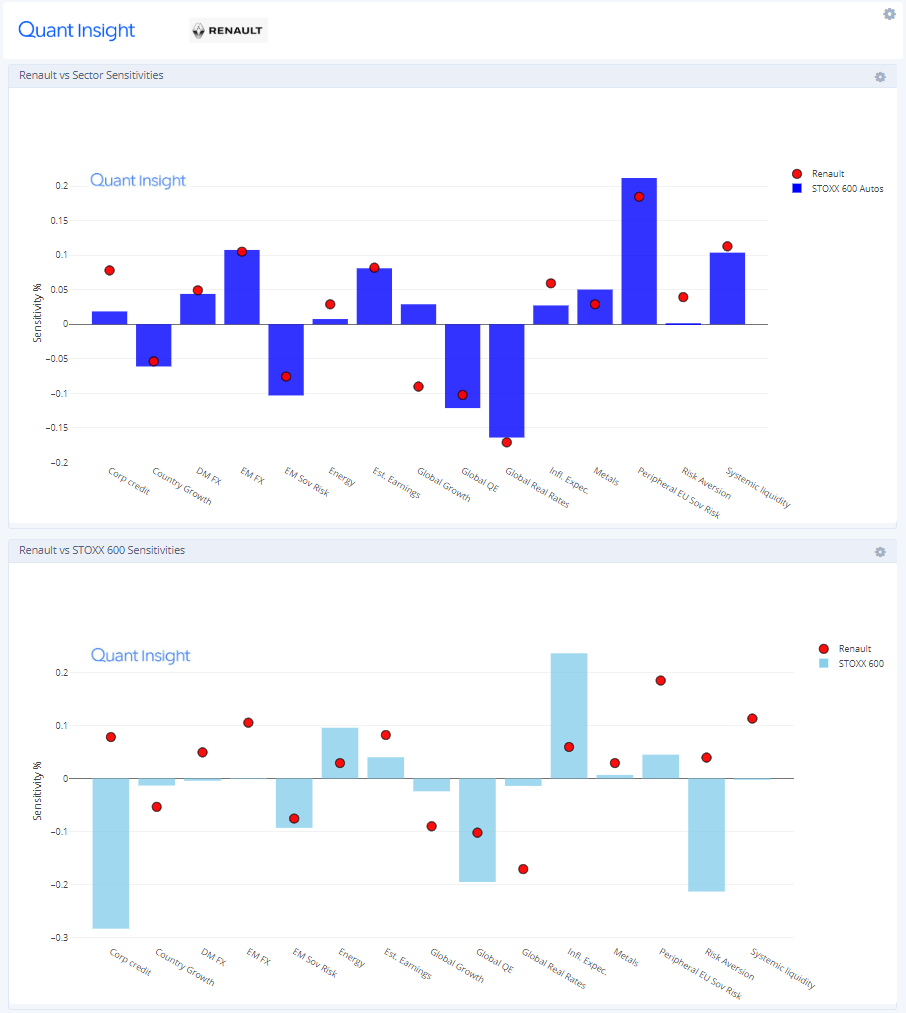 Quant Insight
RENAULT
Renault vs Sector Sensitivities
Quant Insight
Renault
STOXX 600 Autos
Sensitivity %
0.2
0.15
0.1
0.05
0
−0.05
−0.1
−0.15
−0.2
Corp credit
Country Growth
DM FX
EM FX
EM Sov Risk
Energy
Est. Earnings
Global Growth
Global QE
Global Real Rates
Infl. Expec.
Metals
Peripheral EU Sov Risk
Risk Aversion
Systemic liquidity
Renault vs STOXX 600 Sensitivities
Quant Insight
Renault
STOXX 600
Sensitivity %
0.2
0.1
0
−0.1
−0.2
−0.3
Corp credit
Country Growth
DM FX
EM FX
EM Sov Risk
Energy
Est. Earnings
Global Growth
Global QE
Global Real Rates
Infl. Expec.
Metals
Peripheral EU Sov Risk
Risk Aversion
Systemic liquidity